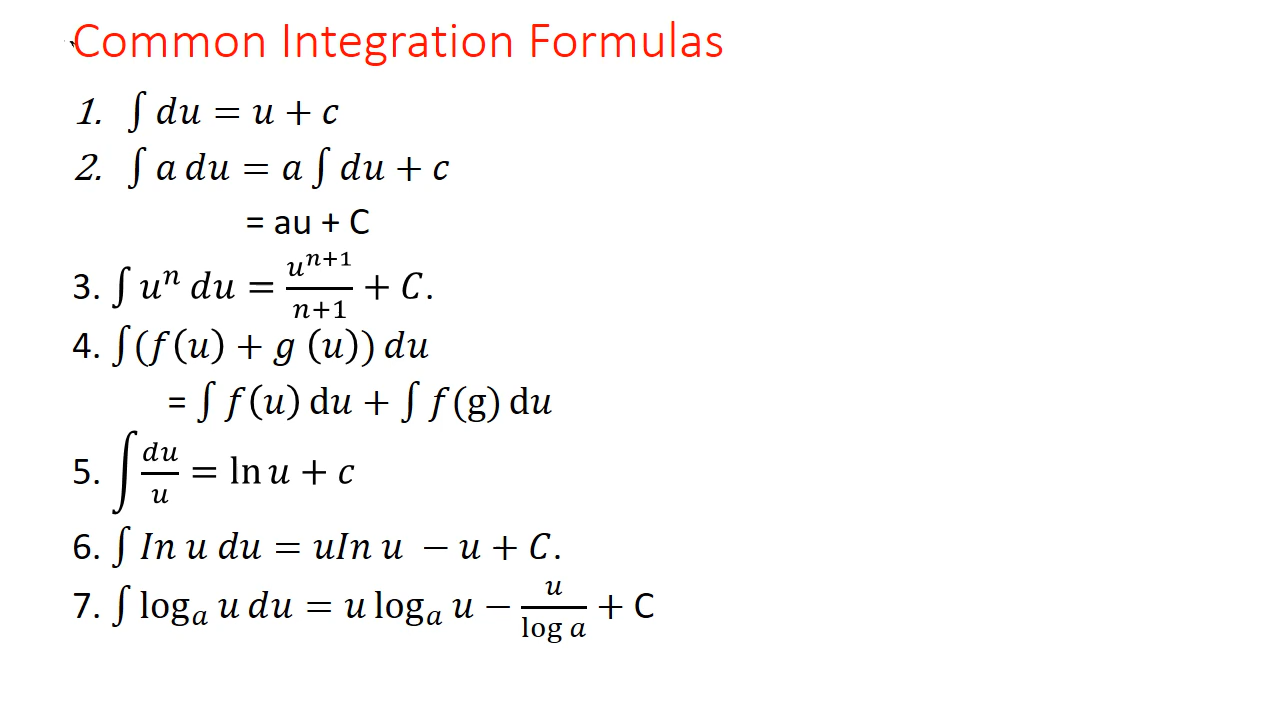 Common Integration Formulas
1. ∫ du = u + c
2. ∫ a du = a ∫ du + c
= au + C
3. ∫ uⁿ du = uⁿ⁺¹/n+1 + C.
4. ∫(f(u) + g (u)) du
= ∫ f(u) du + ∫ f(g) du
5. ∫ du/u = ln u + c
6. ∫ In u du = uIn u − u + C.
7. ∫ logₐ u du = u logₐ u − u/log a + C